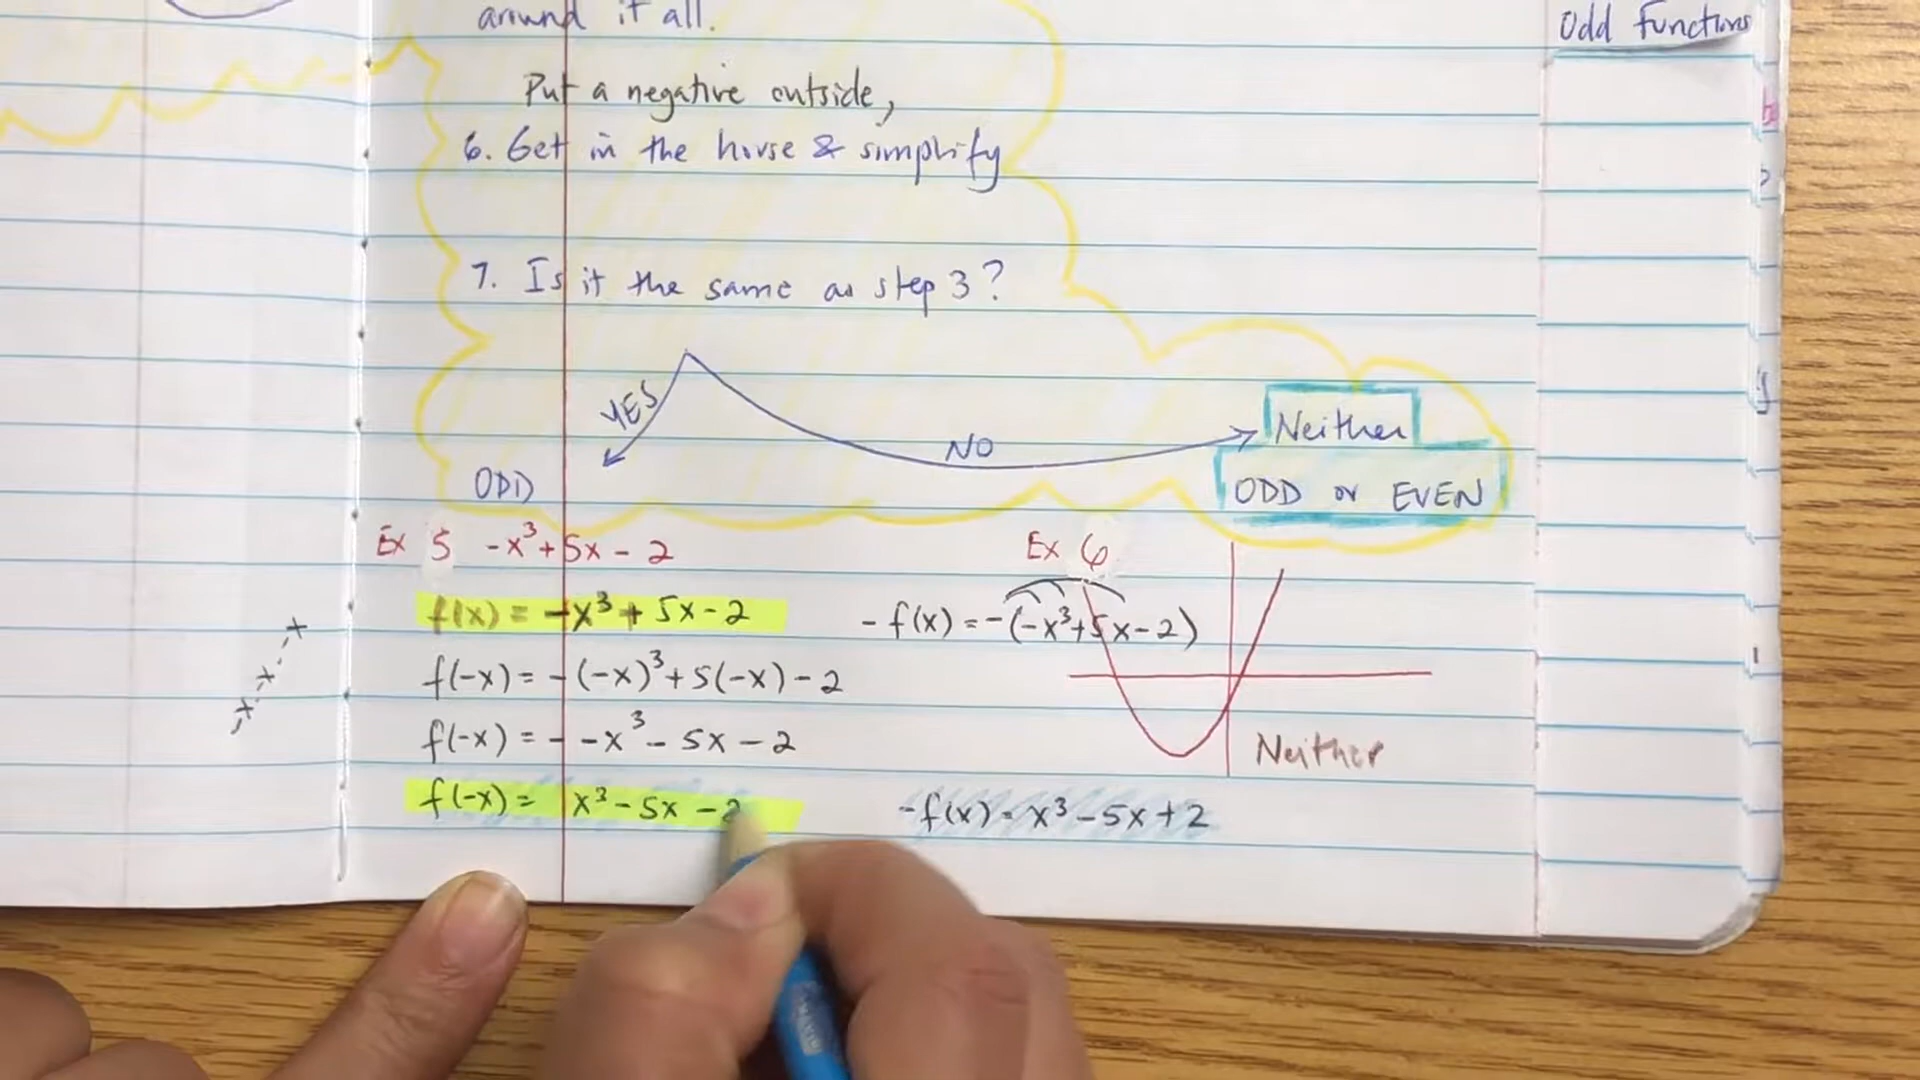 around it all.
Put a negative outside,
6. Get in the house & simplify
7. Is it the same as step 3?
YES
NO
Neither
ODD or EVEN
ODD
Ex 5 -x³+5x-2
f(x) = -x³ + 5x-2
f(-x) = -(-x)³+5(-x)-2
f(-x) = - -x³ - 5x - 2
f(-x) = x³ - 5x - 2
Ex 6
-f(x) = -(-x³+5x-2)
Neither
-f(x) = x³ - 5x + 2
Odd Functions